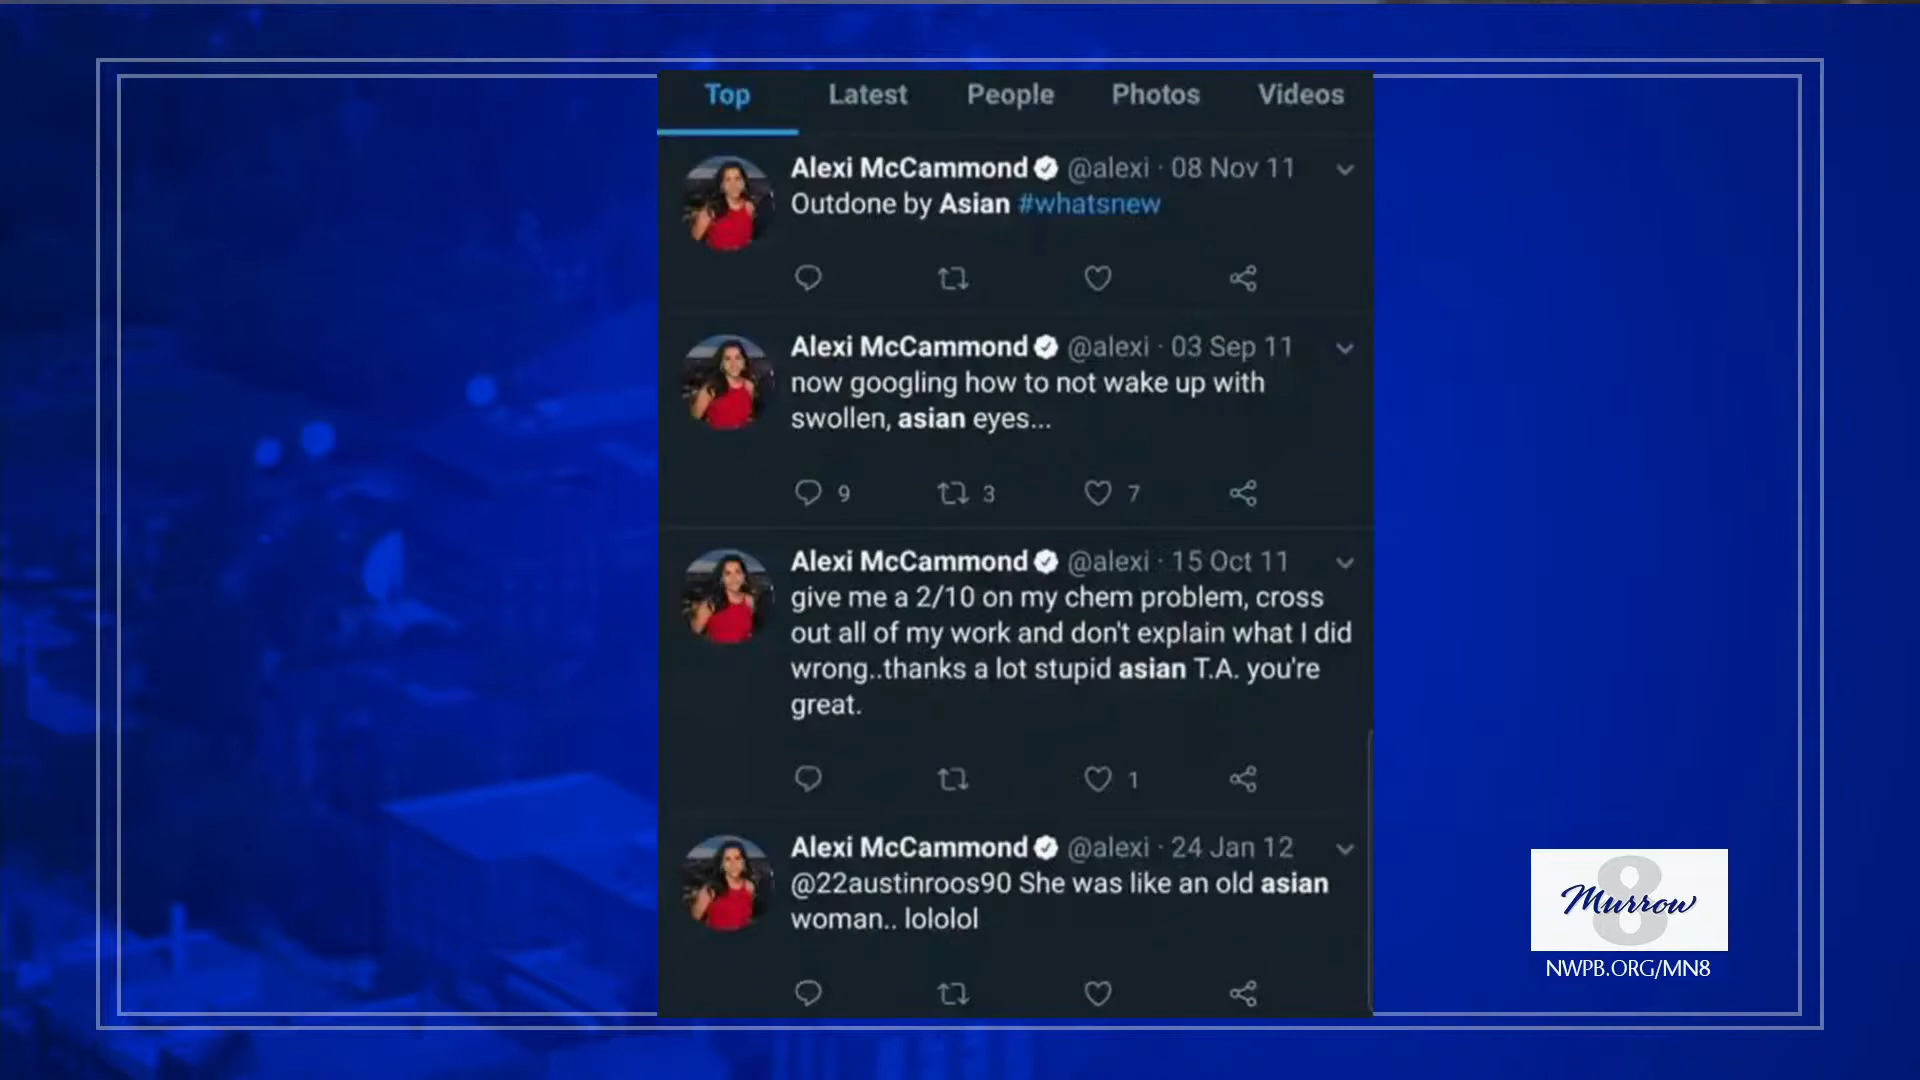 Top Latest People Photos Videos
Alexi McCammond @alexi · 08 Nov 11
Outdone by Asian #whatsnew
Alexi McCammond @alexi · 03 Sep 11
now googling how to not wake up with
swollen, asian eyes...
9 3 7
Alexi McCammond @alexi · 15 Oct 11
give me a 2/10 on my chem problem, cross
out all of my work and don't explain what I did
wrong..thanks a lot stupid asian T.A. you're
great.
1
Alexi McCammond @alexi · 24 Jan 12
@22austinroos90 She was like an old asian
woman.. lololol
8
Murrow
NWPB.ORG/MN8